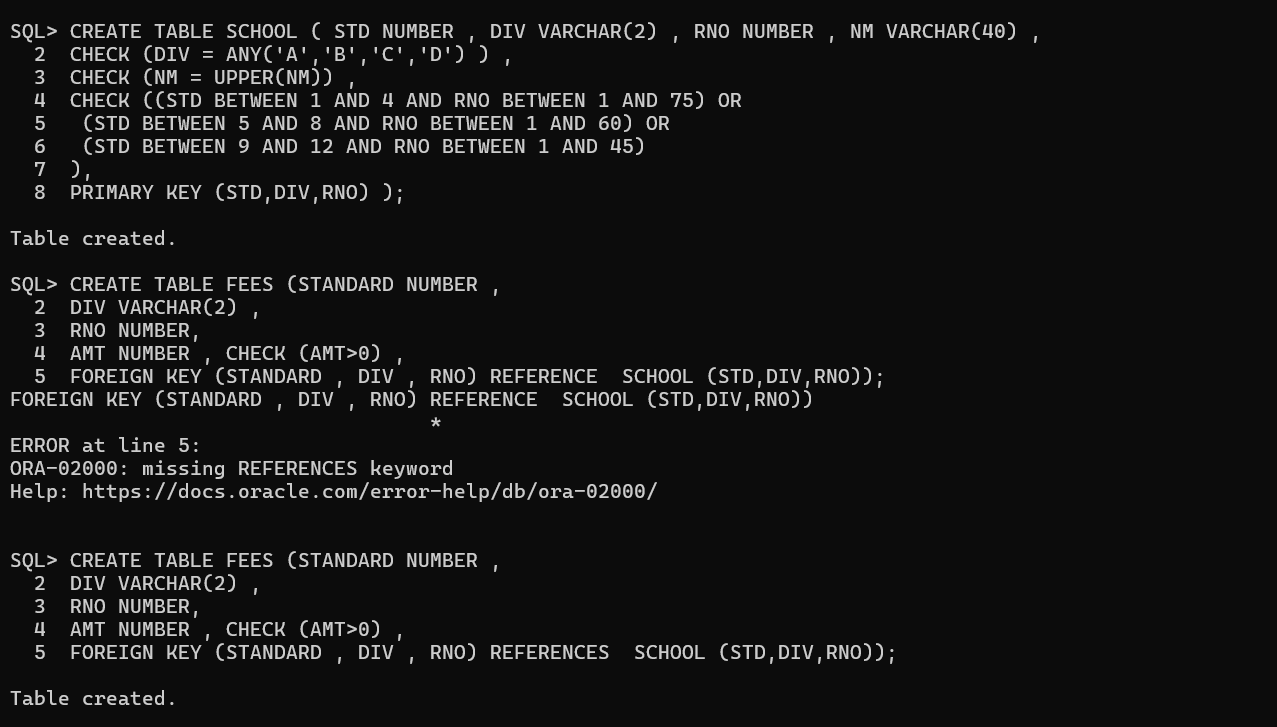 SQL> CREATE TABLE SCHOOL ( STD NUMBER , DIV VARCHAR(2) , RNO NUMBER , NM VARCHAR(40) ,
  2  CHECK (DIV = ANY('A','B','C','D') ) ,
  3  CHECK (NM = UPPER(NM)) ,
  4  CHECK ((STD BETWEEN 1 AND 4 AND RNO BETWEEN 1 AND 75) OR
  5   (STD BETWEEN 5 AND 8 AND RNO BETWEEN 1 AND 60) OR
  6   (STD BETWEEN 9 AND 12 AND RNO BETWEEN 1 AND 45)
  7  ),
  8  PRIMARY KEY (STD,DIV,RNO) );
Table created.
SQL> CREATE TABLE FEES (STANDARD NUMBER ,
  2  DIV VARCHAR(2) ,
  3  RNO NUMBER,
  4  AMT NUMBER , CHECK (AMT>0) ,
  5  FOREIGN KEY (STANDARD , DIV , RNO) REFERENCE  SCHOOL (STD,DIV,RNO));
FOREIGN KEY (STANDARD , DIV , RNO) REFERENCE  SCHOOL (STD,DIV,RNO))
                                   *
ERROR at line 5:
ORA-02000: missing REFERENCES keyword
Help: https://docs.oracle.com/error-help/db/ora-02000/
SQL> CREATE TABLE FEES (STANDARD NUMBER ,
  2  DIV VARCHAR(2) ,
  3  RNO NUMBER,
  4  AMT NUMBER , CHECK (AMT>0) ,
  5  FOREIGN KEY (STANDARD , DIV , RNO) REFERENCES  SCHOOL (STD,DIV,RNO));
Table created.